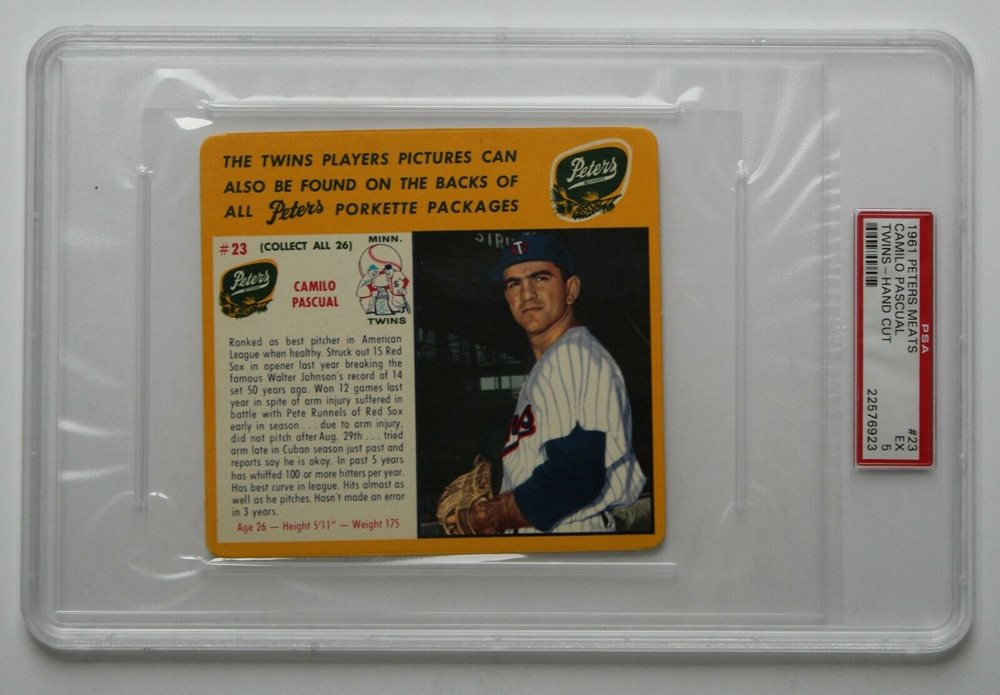 THE TWINS PLAYERS PICTURES CAN
ALSO BE FOUND ON THE BACKS OF
ALL Peter's PORKETTE PACKAGES
Peter's
#23 (COLLECT ALL 26)
MINN.
TWINS
Peter's
CAMILO
PASCUAL
Ranked as best pitcher in American
League when healthy. Struck out 15 Red
Sox in opener last year breaking the
famous Walter Johnson's record of 14
set 50 years ago. Won 12 games last
year in spite of arm injury suffered in
battle with Pete Runnels of Red Sox
early in season . . . due to arm injury,
did not pitch after Aug. 29th . . . tried
arm late in Cuban season just past and
reports say he is okay. In past 5 years
has whiffed 100 or more hitters per year.
Has best curve in league. Hits almost as
well as he pitches. Hasn't made an error
in 3 years.
Age 26 — Height 5'11" — Weight 175
T
PSA
1961 PETERS MEATS #23
CAMILO PASCUAL EX
TWINS-HAND CUT 5
22576923